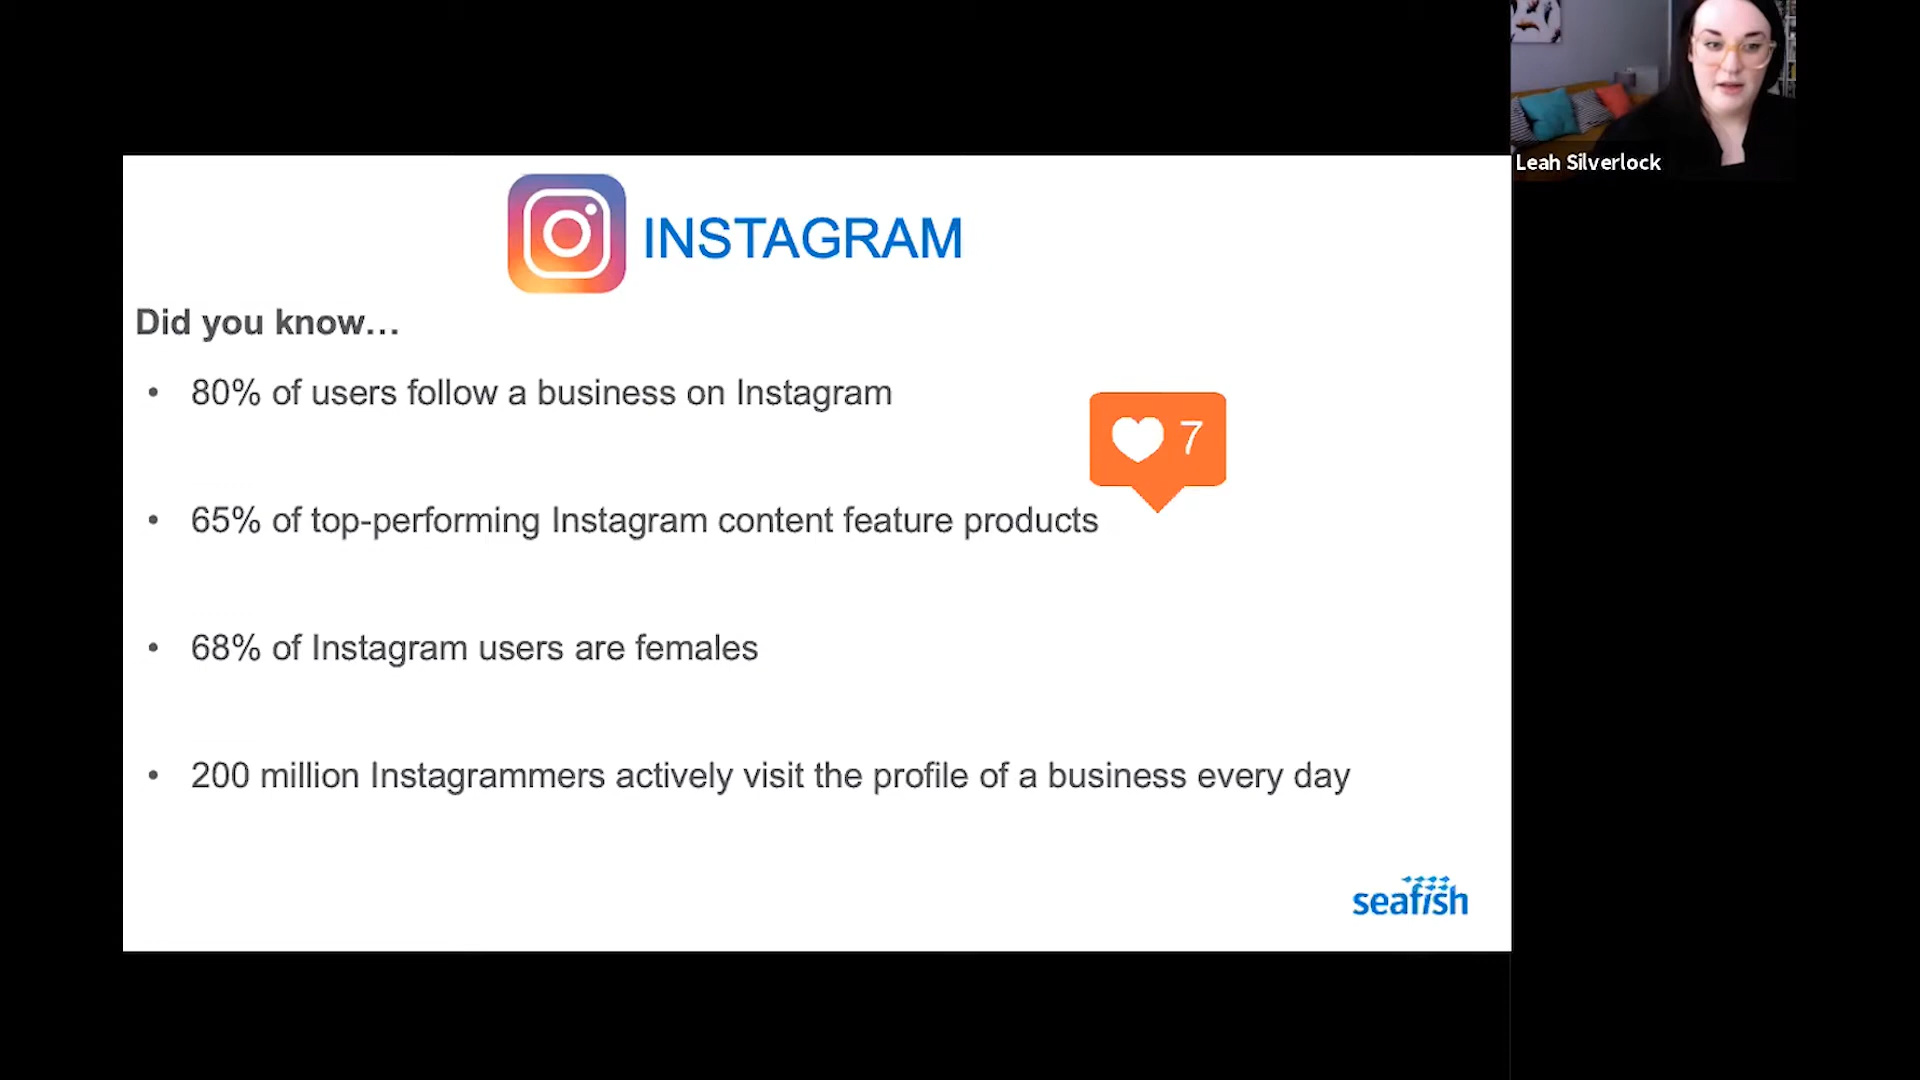 Leah Silverlock
INSTAGRAM
Did you know…
• 80% of users follow a business on Instagram
7
• 65% of top-performing Instagram content feature products
• 68% of Instagram users are females
• 200 million Instagrammers actively visit the profile of a business every day
seafish